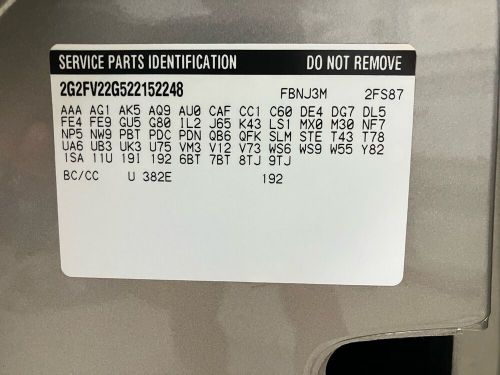 SERVICE PARTS IDENTIFICATION DO NOT REMOVE
2G2FV22G522152248 FBNJ3M 2FS87
AAA AG1 AK5 AQ9 AU0 CAF CC1 C60 DE4 DG7 DL5
FE4 FE9 GU5 G80 IL2 J65 K43 LS1 MX0 M30 NF7
NP5 NW9 PBT PDC PDN QB6 QFK SLM STE T43 T78
UA6 UB3 UK3 U75 VM3 V12 V73 WS6 WS9 W55 Y82
1SA 11U 19I 192 6BT 7BT 8TJ 9TJ
BC/CC U 382E 192